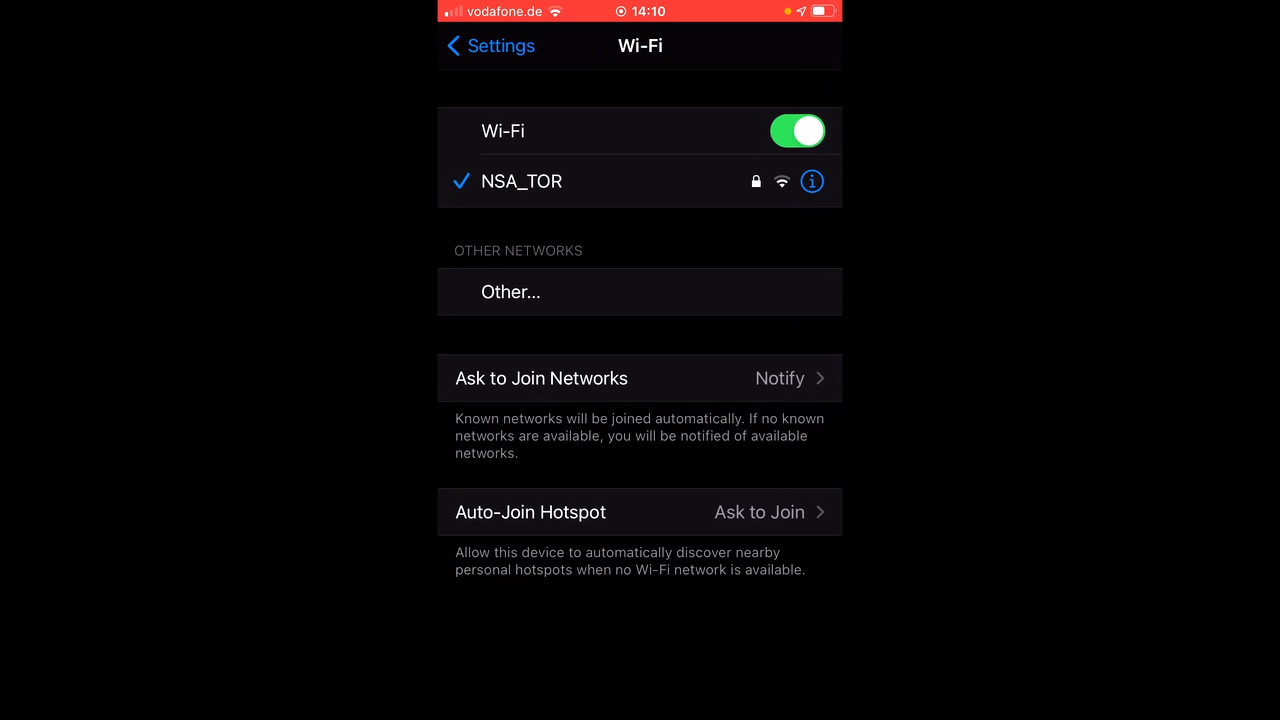 vodafone.de 14:10
Settings Wi-Fi
Wi-Fi
NSA_TOR
OTHER NETWORKS
Other...
Ask to Join Networks Notify
Known networks will be joined automatically. If no known
networks are available, you will be notified of available
networks.
Auto-Join Hotspot Ask to Join
Allow this device to automatically discover nearby
personal hotspots when no Wi-Fi network is available.